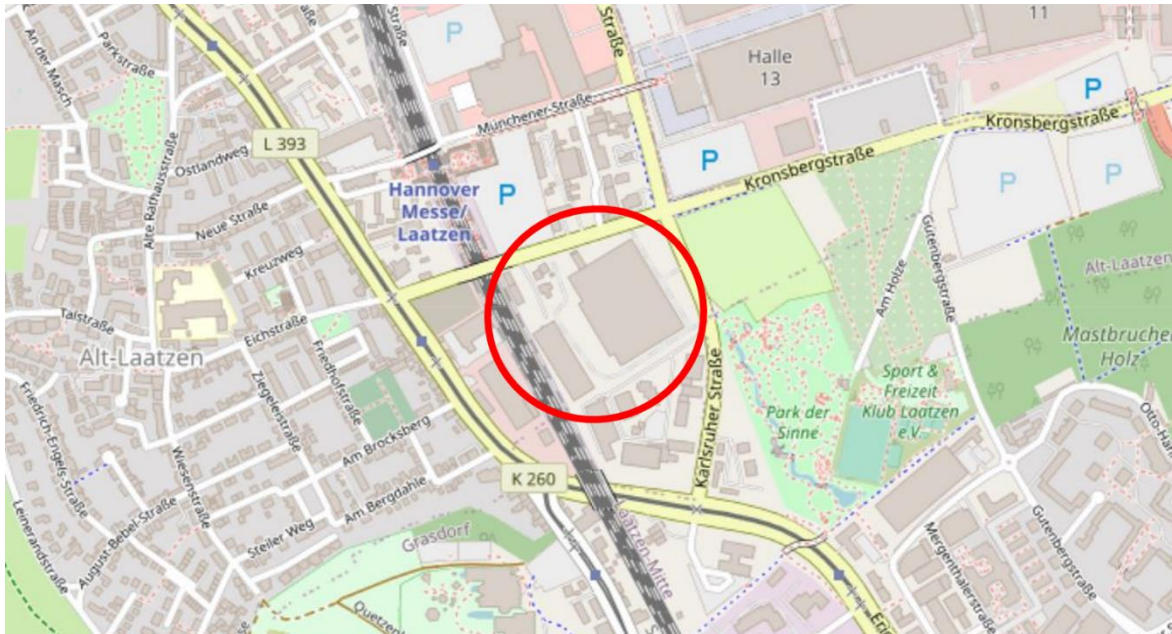 An der Masch
Parkstraße
Straße
P
Straße
11
Halle
13
P
Münchener-Straße
Kronsbergstraße
L 393
Ostlandweg
Alte Rathausstraße
P
Kronsbergstraße
P
P
Hannover
Messe/
Laatzen
P
Neue Straße
Kreuzweg
Gutenbergstraße
Am Holze
Alt-Laatzen
Talstraße
Eichstraße
Alt-Laatzen
Mastbrucher
Holz
Friedhofstraße
Ziegeleistraße
Karlsruher Straße
Sport &
Freizeit
Klub Laatzen
e.V.
Park der
Sinne
Friedrich-Engels-Straße
Am Brocksberg
Wiesenstraße
K 260
Am Bergdahle
August-Bebel-Straße
Leinerandstraße
Steiler Weg
Grasdorf
Laatzen-Mitte
Gutenbergstraße
Mergenthalerstraße